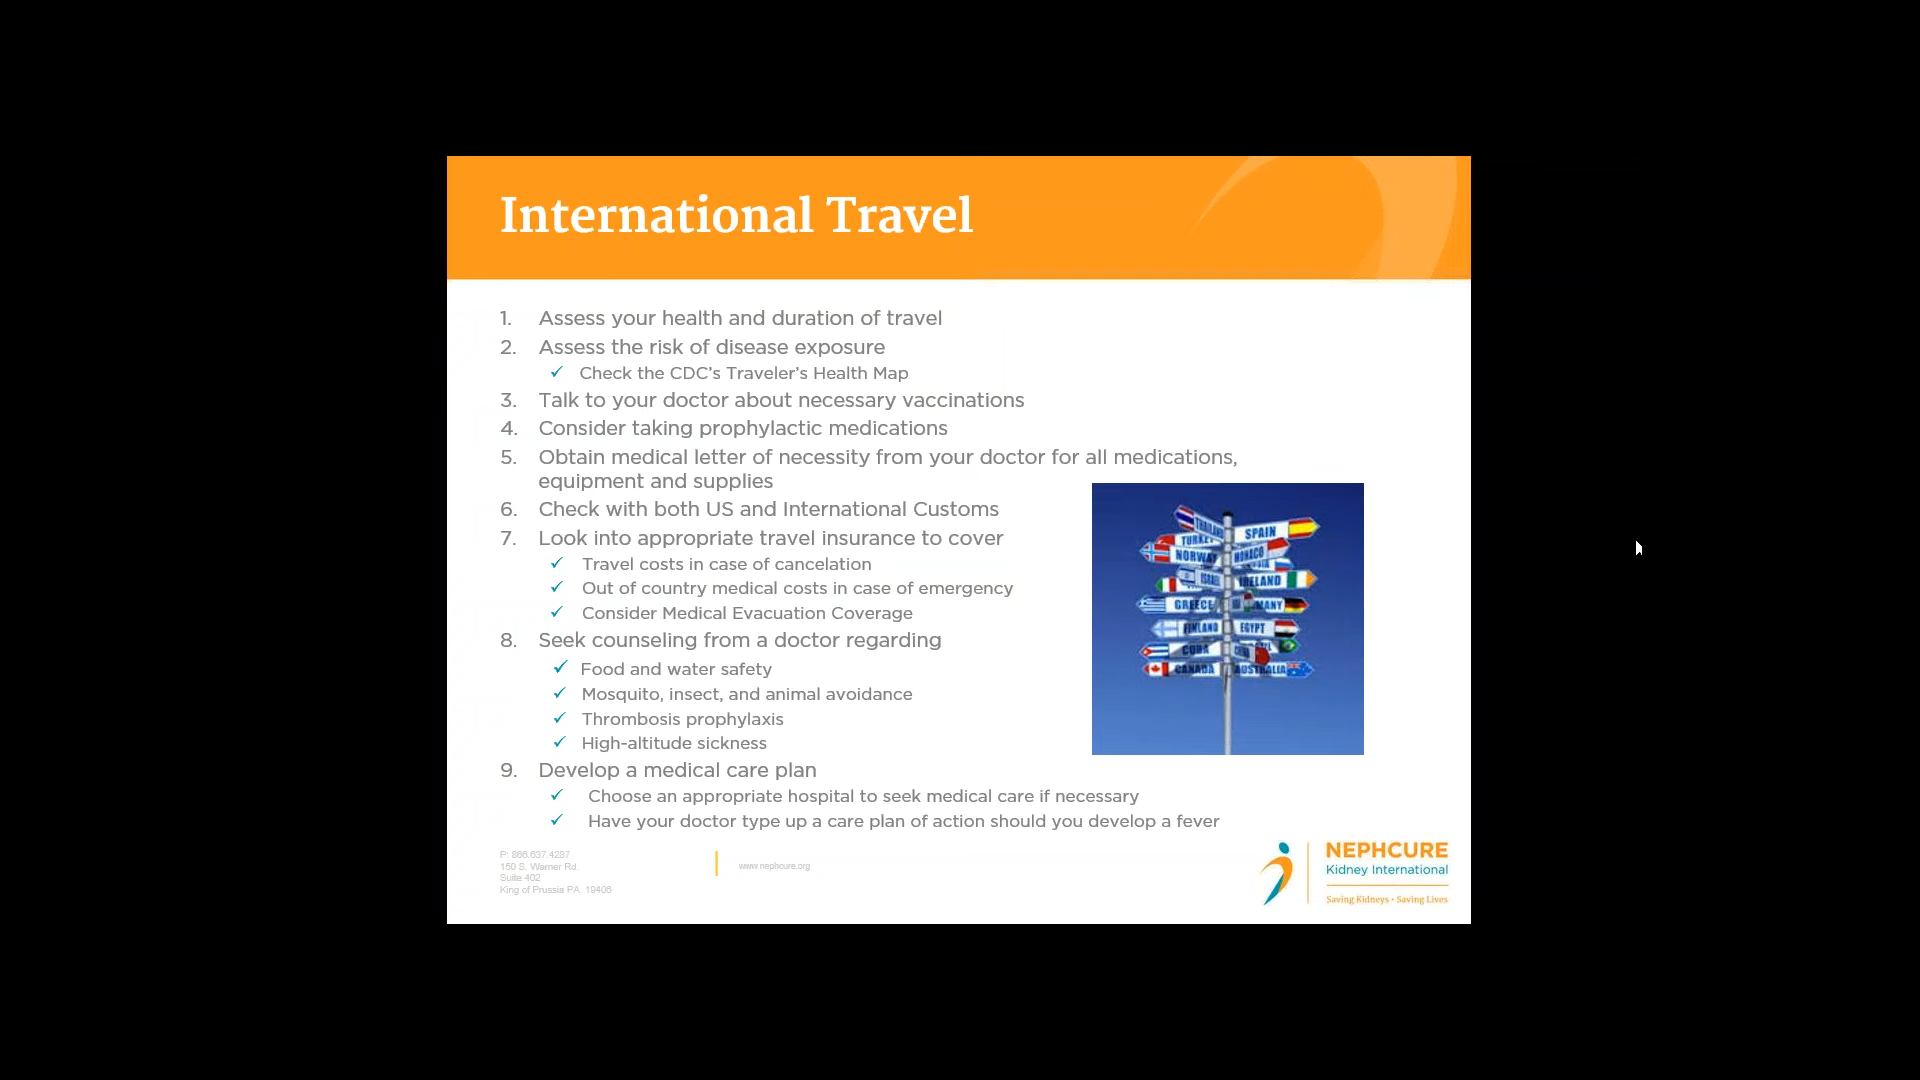 International Travel
1. Assess your health and duration of travel
2. Assess the risk of disease exposure
✓ Check the CDC's Traveler's Health Map
3. Talk to your doctor about necessary vaccinations
4. Consider taking prophylactic medications
5. Obtain medical letter of necessity from your doctor for all medications,
equipment and supplies
6. Check with both US and International Customs
7. Look into appropriate travel insurance to cover
✓ Travel costs in case of cancelation
✓ Out of country medical costs in case of emergency
✓ Consider Medical Evacuation Coverage
8. Seek counseling from a doctor regarding
✓ Food and water safety
✓ Mosquito, insect, and animal avoidance
✓ Thrombosis prophylaxis
✓ High-altitude sickness
9. Develop a medical care plan
✓ Choose an appropriate hospital to seek medical care if necessary
✓ Have your doctor type up a care plan of action should you develop a fever
THAILAND
SPAIN
TURKEY
NORWAY
MONACO
ISRAEL
IRELAND
GREECE
MANY
FINLAND
EGYPT
CUBA
CANADA
AUSTRALIA
P: 866.637.4287
150 S. Warner Rd.
Suite 402
King of Prussia PA 19406
www.nephcure.org
NEPHCURE
Kidney International
Saving Kidneys • Saving Lives